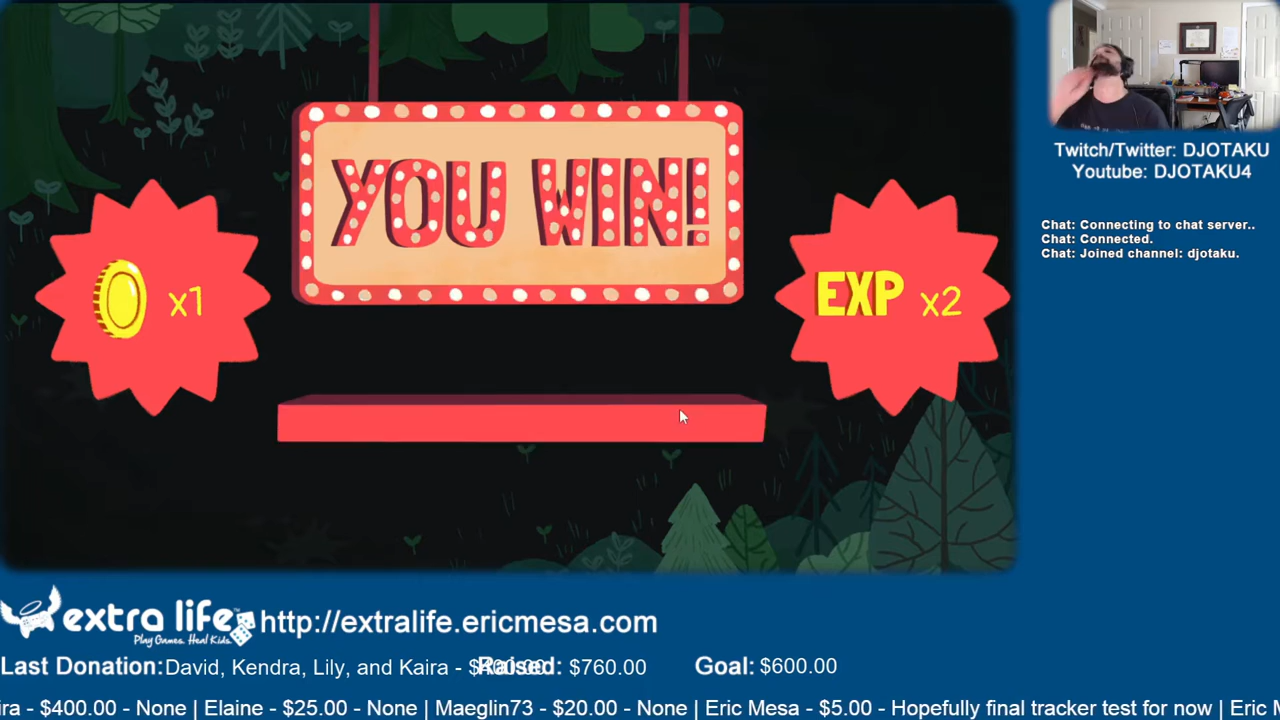 YOU WIN!
x1
EXP x2
Twitch/Twitter: DJOTAKU
Youtube: DJOTAKU4
Chat: Connecting to chat server..
Chat: Connected.
Chat: Joined channel: djotaku.
extra life
Play Games. Heal Kids.
http://extralife.ericmesa.com
Last Donation: David, Kendra, Lily, and Kaira - Raised: $760.00 Goal: $600.00
ira - $400.00 - None | Elaine - $25.00 - None | Maeglin73 - $20.00 - None | Eric Mesa - $5.00 - Hopefully final tracker test for now | Eric M